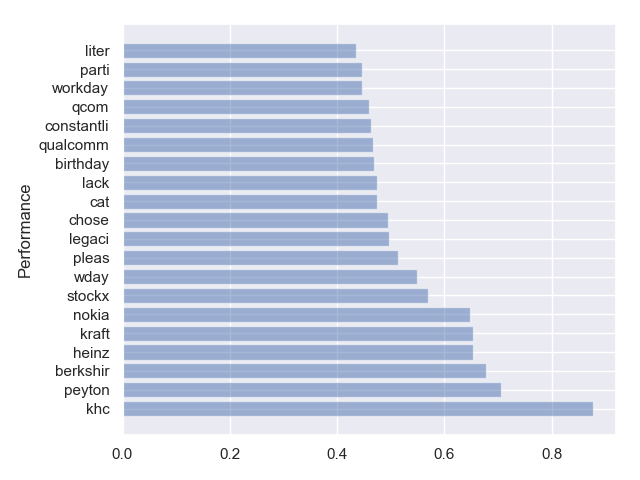 liter
parti
workday
qcom
constantli
qualcomm
birthday
lack
cat
chose
legaci
pleas
wday
stockx
nokia
kraft
heinz
berkshir
peyton
khc
Performance
0.0 0.2 0.4 0.6 0.8